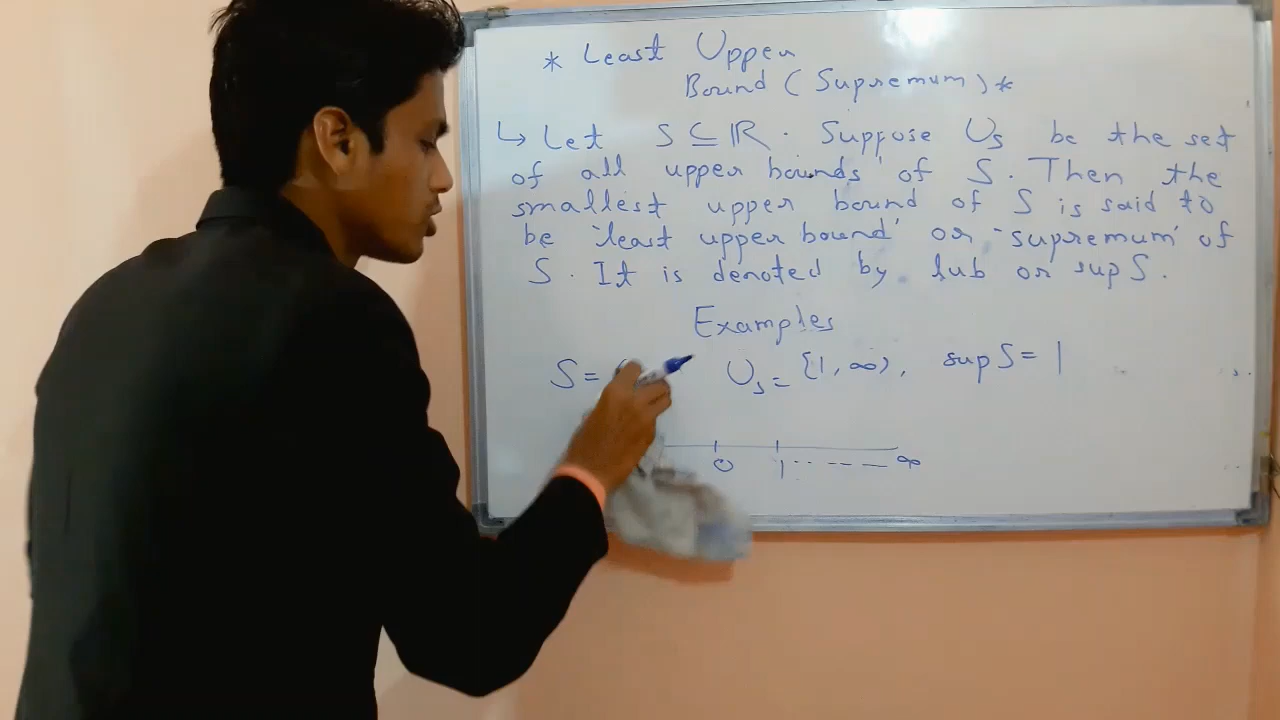 * Least Upper
Bound (Supremum) *
↳ Let S ⊆ ℝ. Suppose Us be the set
of all 'upper bounds' of S. Then the
smallest upper bound of S is said to
be 'least upper bound' or 'supremum' of
S. It is denoted by lub or sup S.
Examples
S = Us = [1, ∞), sup S = 1
0 1 ----- ∞